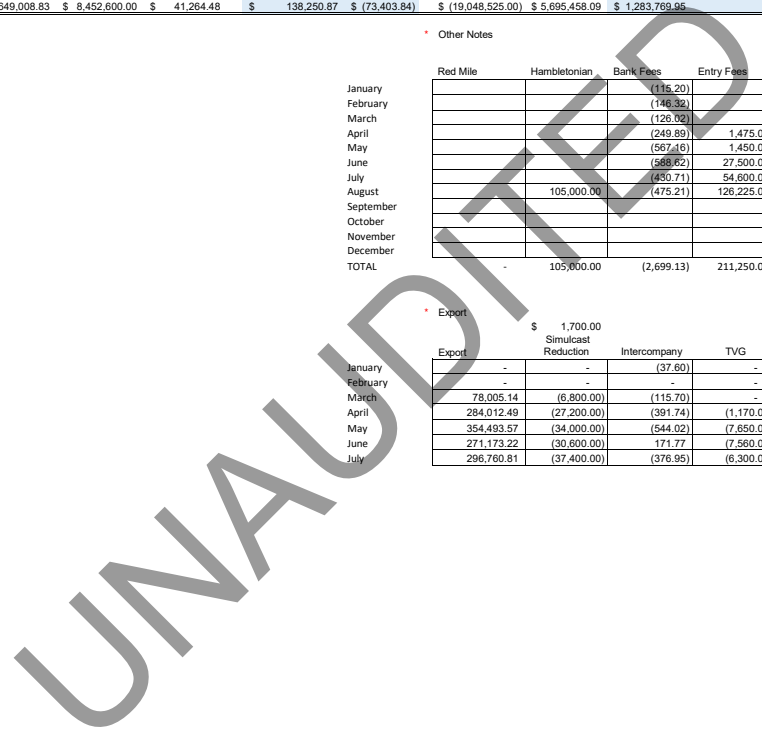 649,008.83 $ 8,452,600.00 $ 41,264.48 $ 138,250.87 $ (73,403.84) $ (19,048,525.00) $ 5,695,458.09 $ 1,283,769.95
* Other Notes
Red Mile Hambletonian Bank Fees Entry Fees
January (115.20)
February (146.32)
March (126.02)
April (249.89) 1,475.0
May (567.16) 1,450.0
June (588.62) 27,500.0
July (430.71) 54,600.0
August 105,000.00 (475.21) 126,225.0
September
October
November
December
TOTAL - 105,000.00 (2,699.13) 211,250.0
* Export
$ 1,700.00
Simulcast
Export Reduction Intercompany TVG
January - - (37.60) -
February - - - -
March 78,005.14 (6,800.00) (115.70) -
April 284,012.49 (27,200.00) (391.74) (1,170.0
May 354,493.57 (34,000.00) (544.02) (7,650.0
June 271,173.22 (30,600.00) 171.77 (7,560.0
July 296,760.81 (37,400.00) (376.95) (6,300.0
UNAUDITED